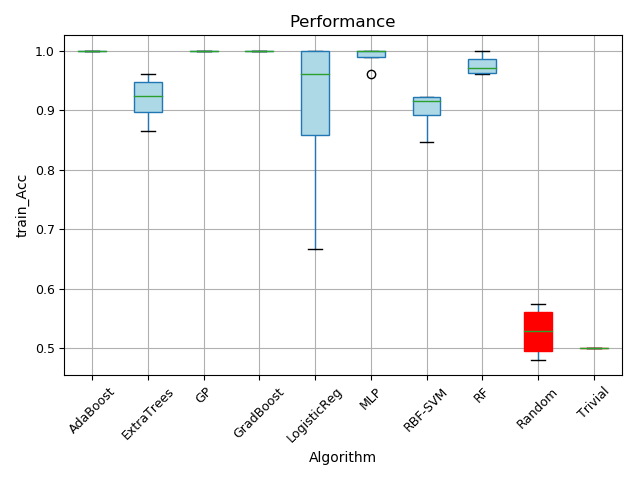 Performance
train_Acc
1.0
0.9
0.8
0.7
0.6
0.5
AdaBoost
ExtraTrees
GP
GradBoost
LogisticReg
MLP
RBF-SVM
RF
Random
Trivial
Algorithm